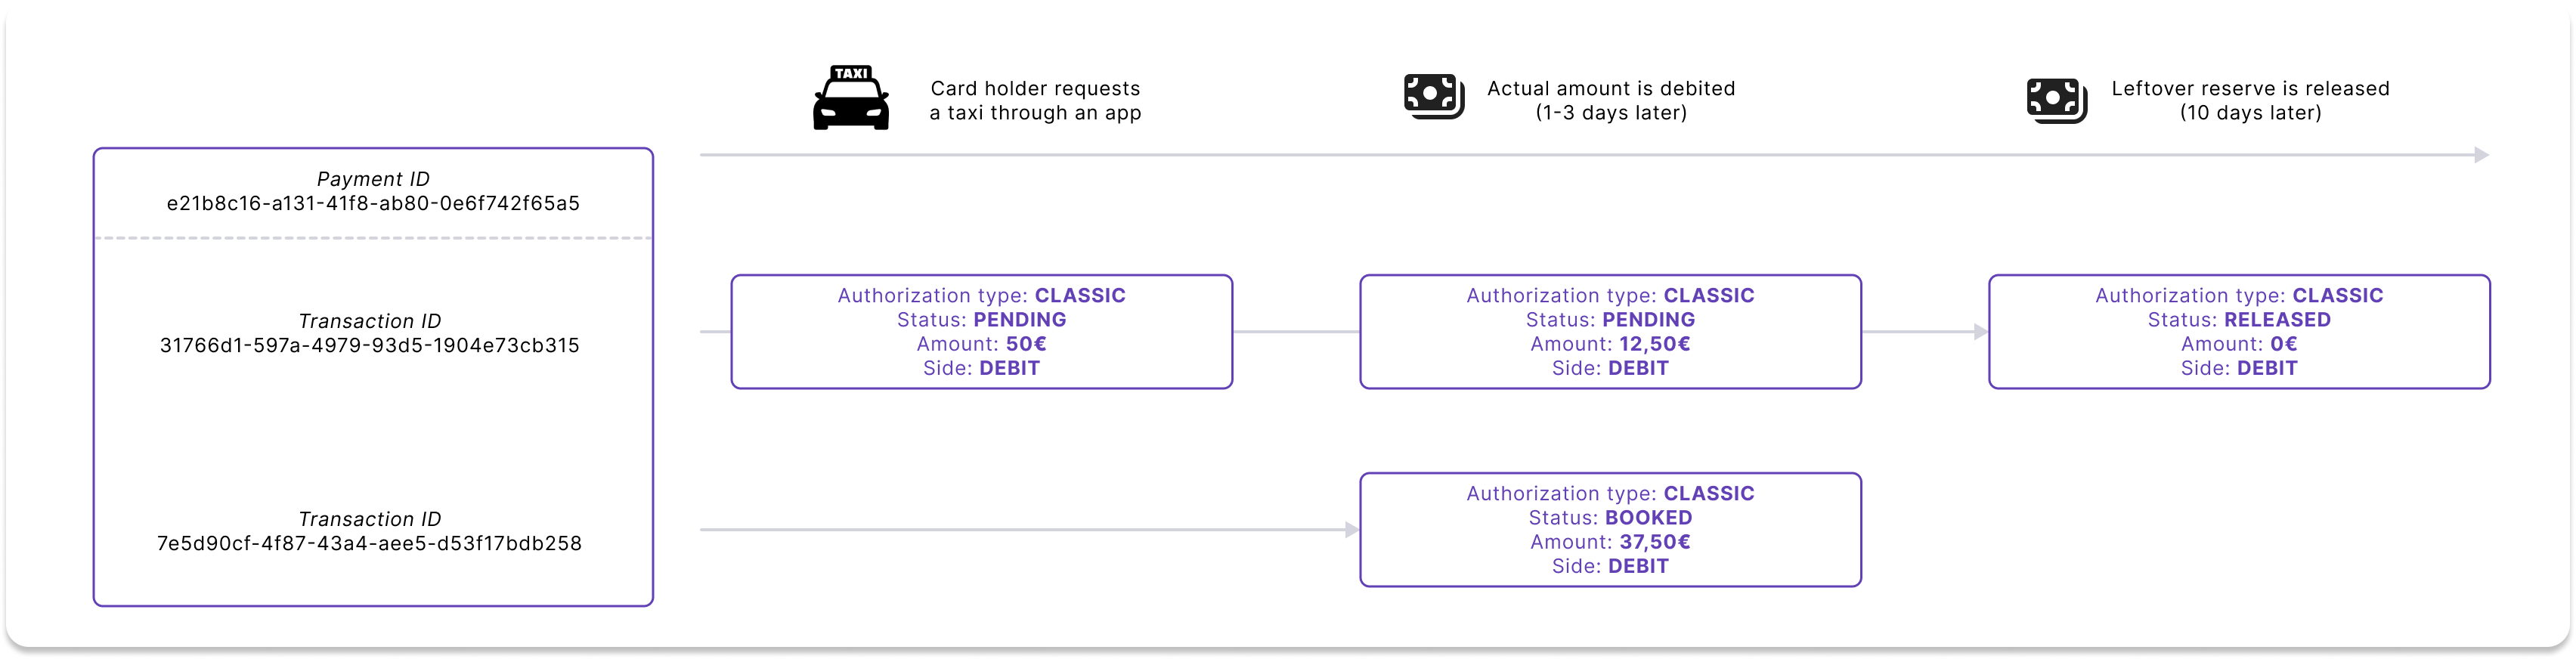 TAXI
Card holder requests
a taxi through an app
Actual amount is debited
(1-3 days later)
Leftover reserve is released
(10 days later)
Payment ID
e21b8c16-a131-41f8-ab80-0e6f742f65a5
Transaction ID
31766d1-597a-4979-93d5-1904e73cb315
Authorization type: CLASSIC
Status: PENDING
Amount: 50€
Side: DEBIT
Authorization type: CLASSIC
Status: PENDING
Amount: 12,50€
Side: DEBIT
Authorization type: CLASSIC
Status: RELEASED
Amount: 0€
Side: DEBIT
Transaction ID
7e5d90cf-4f87-43a4-aee5-d53f17bdb258
Authorization type: CLASSIC
Status: BOOKED
Amount: 37,50€
Side: DEBIT